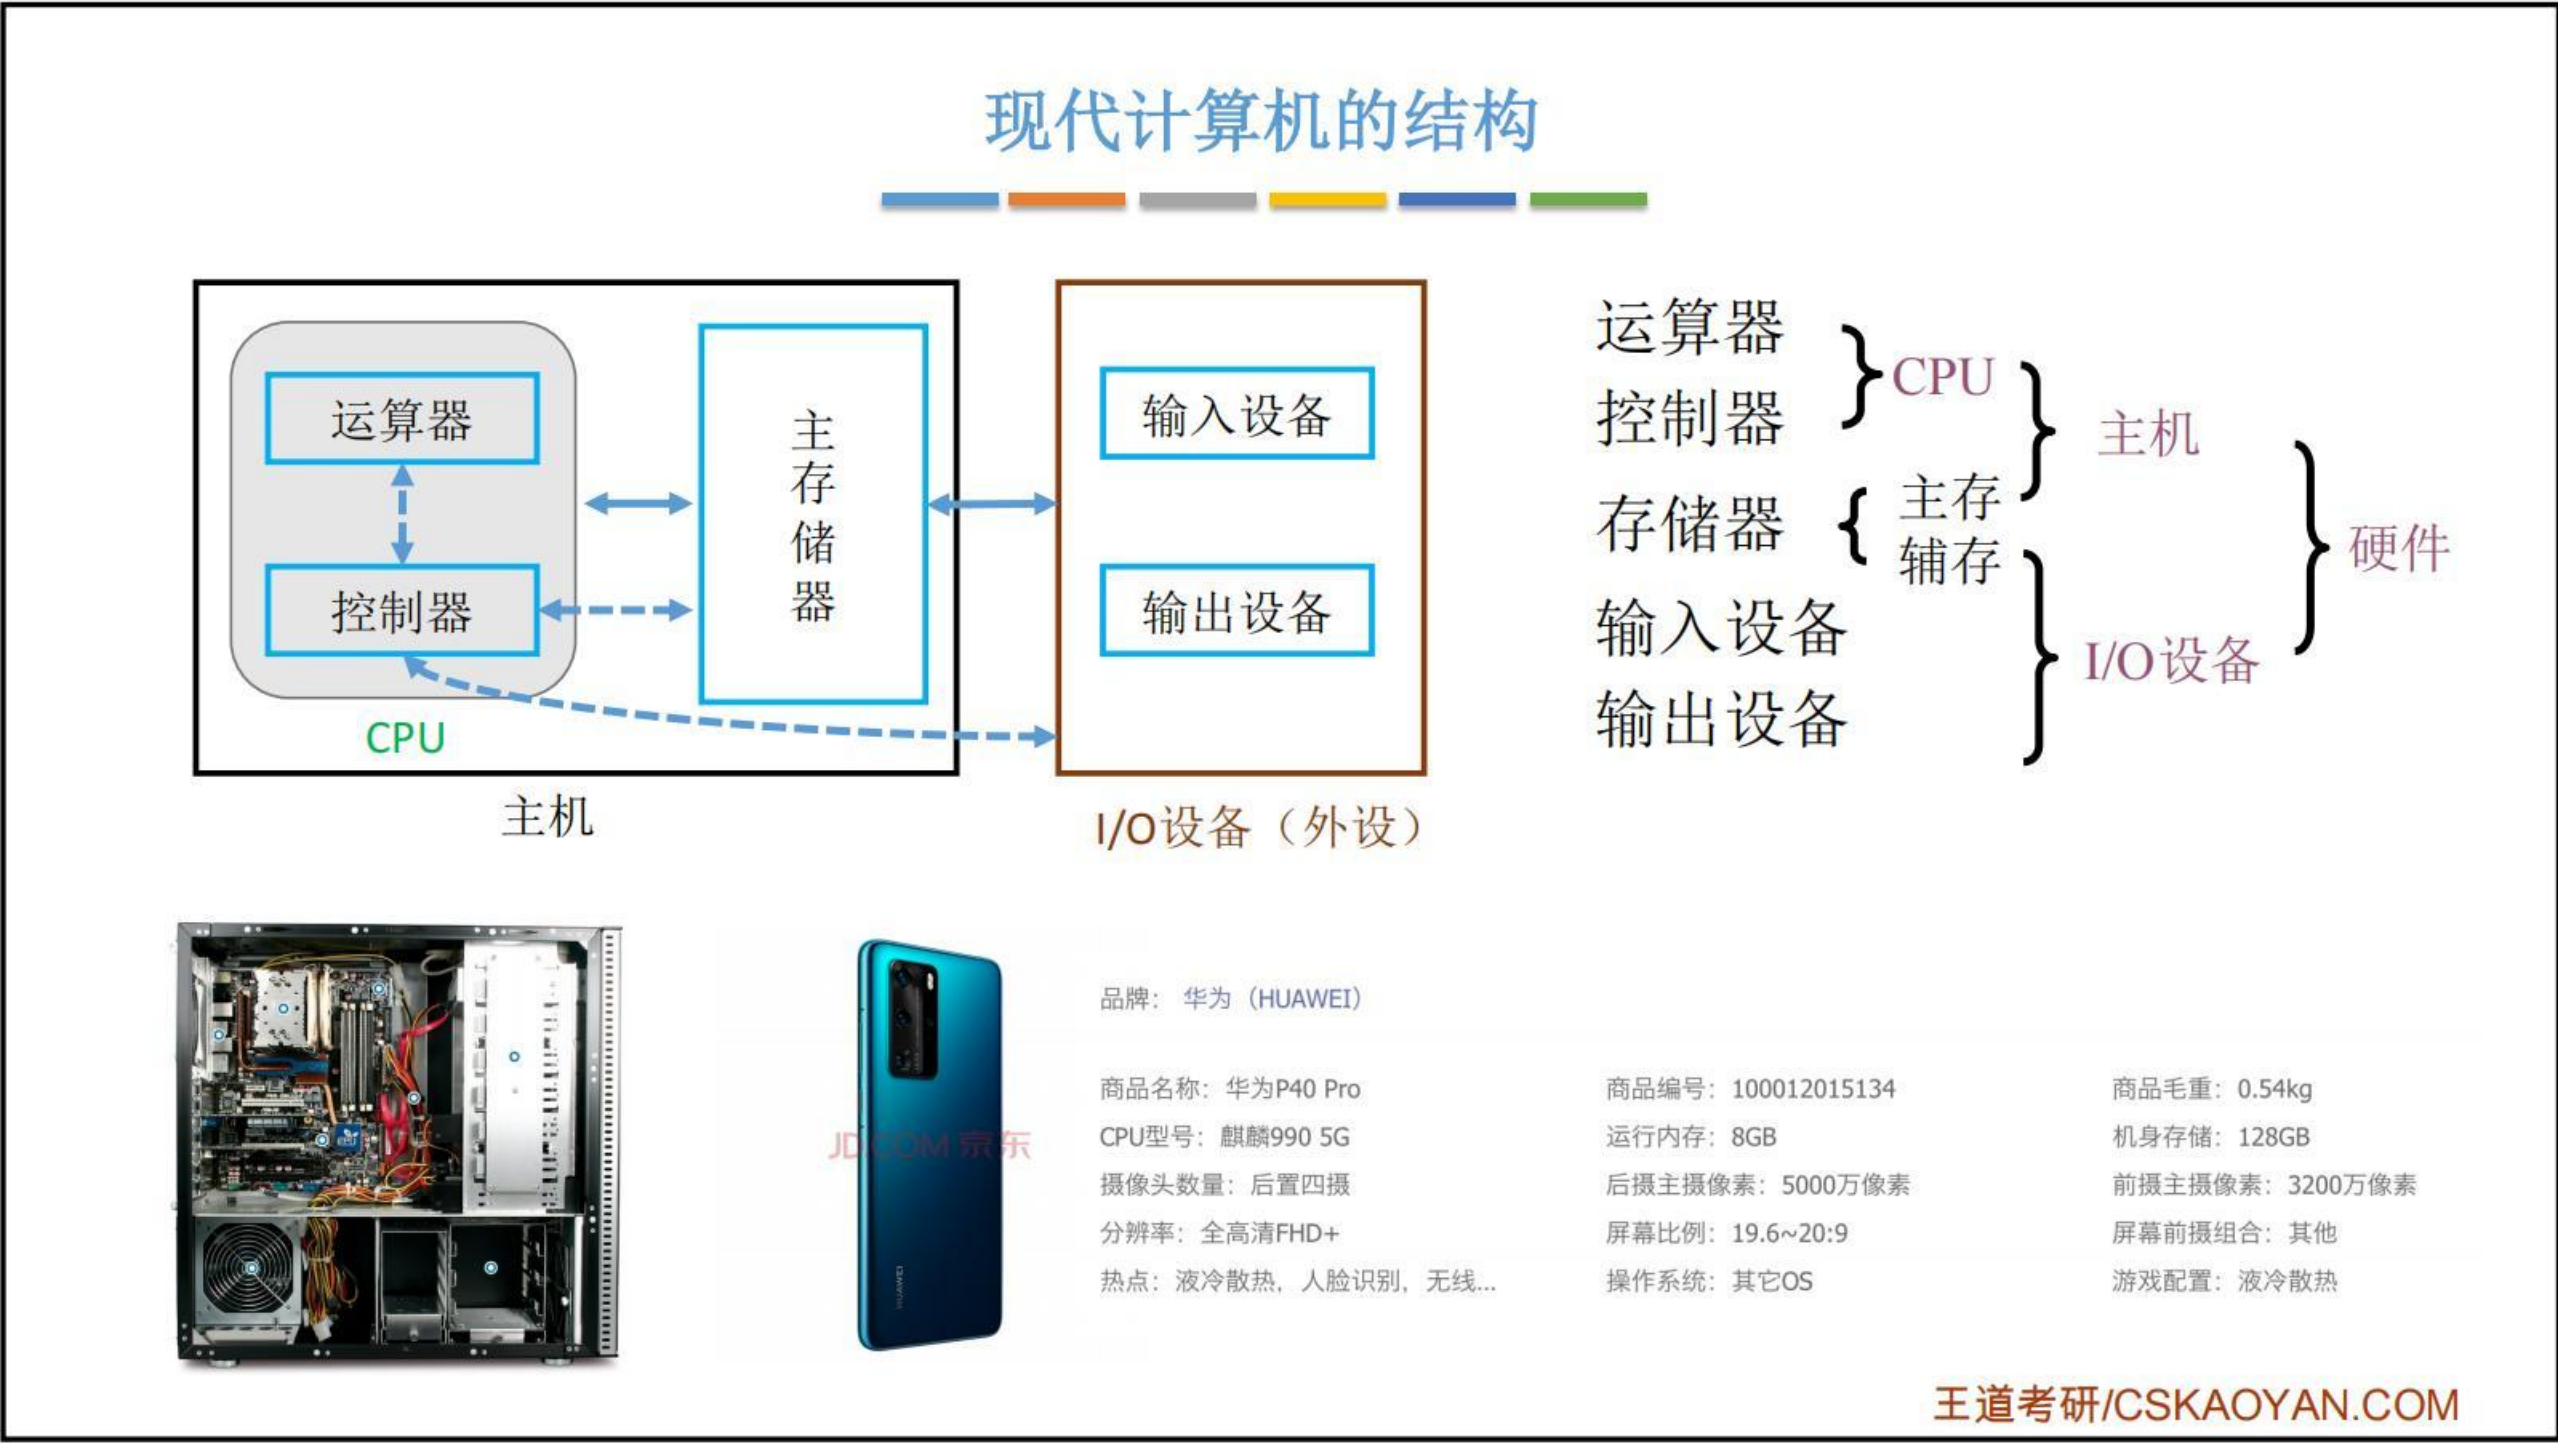 现代计算机的结构
运算器
控制器
CPU
主存储器
主机
输入设备
输出设备
I/O设备（外设）
运算器
控制器
CPU
存储器
主存
辅存
主机
输入设备
输出设备
I/O设备
硬件
JD.COM 京东
HUAWEI
品牌： 华为（HUAWEI）
商品名称：华为P40 Pro 商品编号：100012015134 商品毛重：0.54kg
CPU型号：麒麟990 5G 运行内存：8GB 机身存储：128GB
摄像头数量：后置四摄 后摄主摄像素：5000万像素 前摄主摄像素：3200万像素
分辨率：全高清FHD+ 屏幕比例：19.6~20:9 屏幕前摄组合：其他
热点：液冷散热，人脸识别，无线... 操作系统：其它OS 游戏配置：液冷散热
王道考研/CSKAOYAN.COM